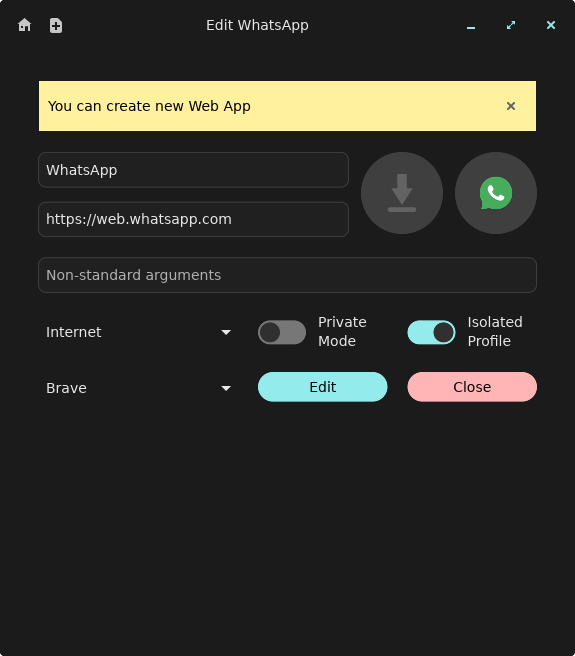 Edit WhatsApp
You can create new Web App
WhatsApp
https://web.whatsapp.com
Non-standard arguments
Internet
Private
Mode
Isolated
Profile
Brave
Edit
Close